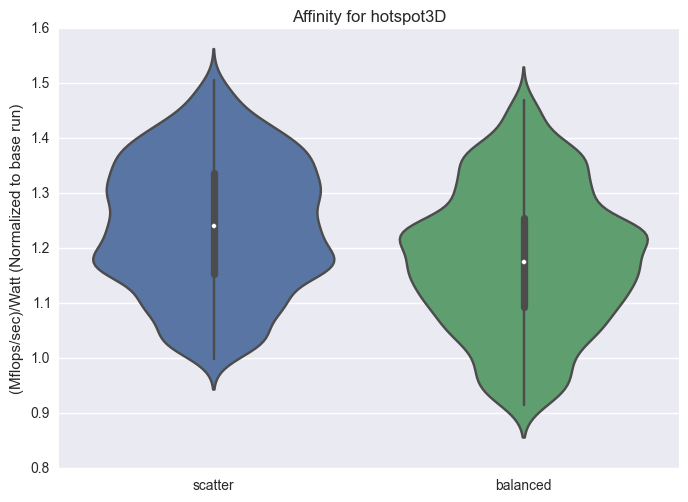 Affinity for hotspot3D
(Mflops/sec)/Watt (Normalized to base run)
1.6
1.5
1.4
1.3
1.2
1.1
1.0
0.9
0.8
scatter
balanced